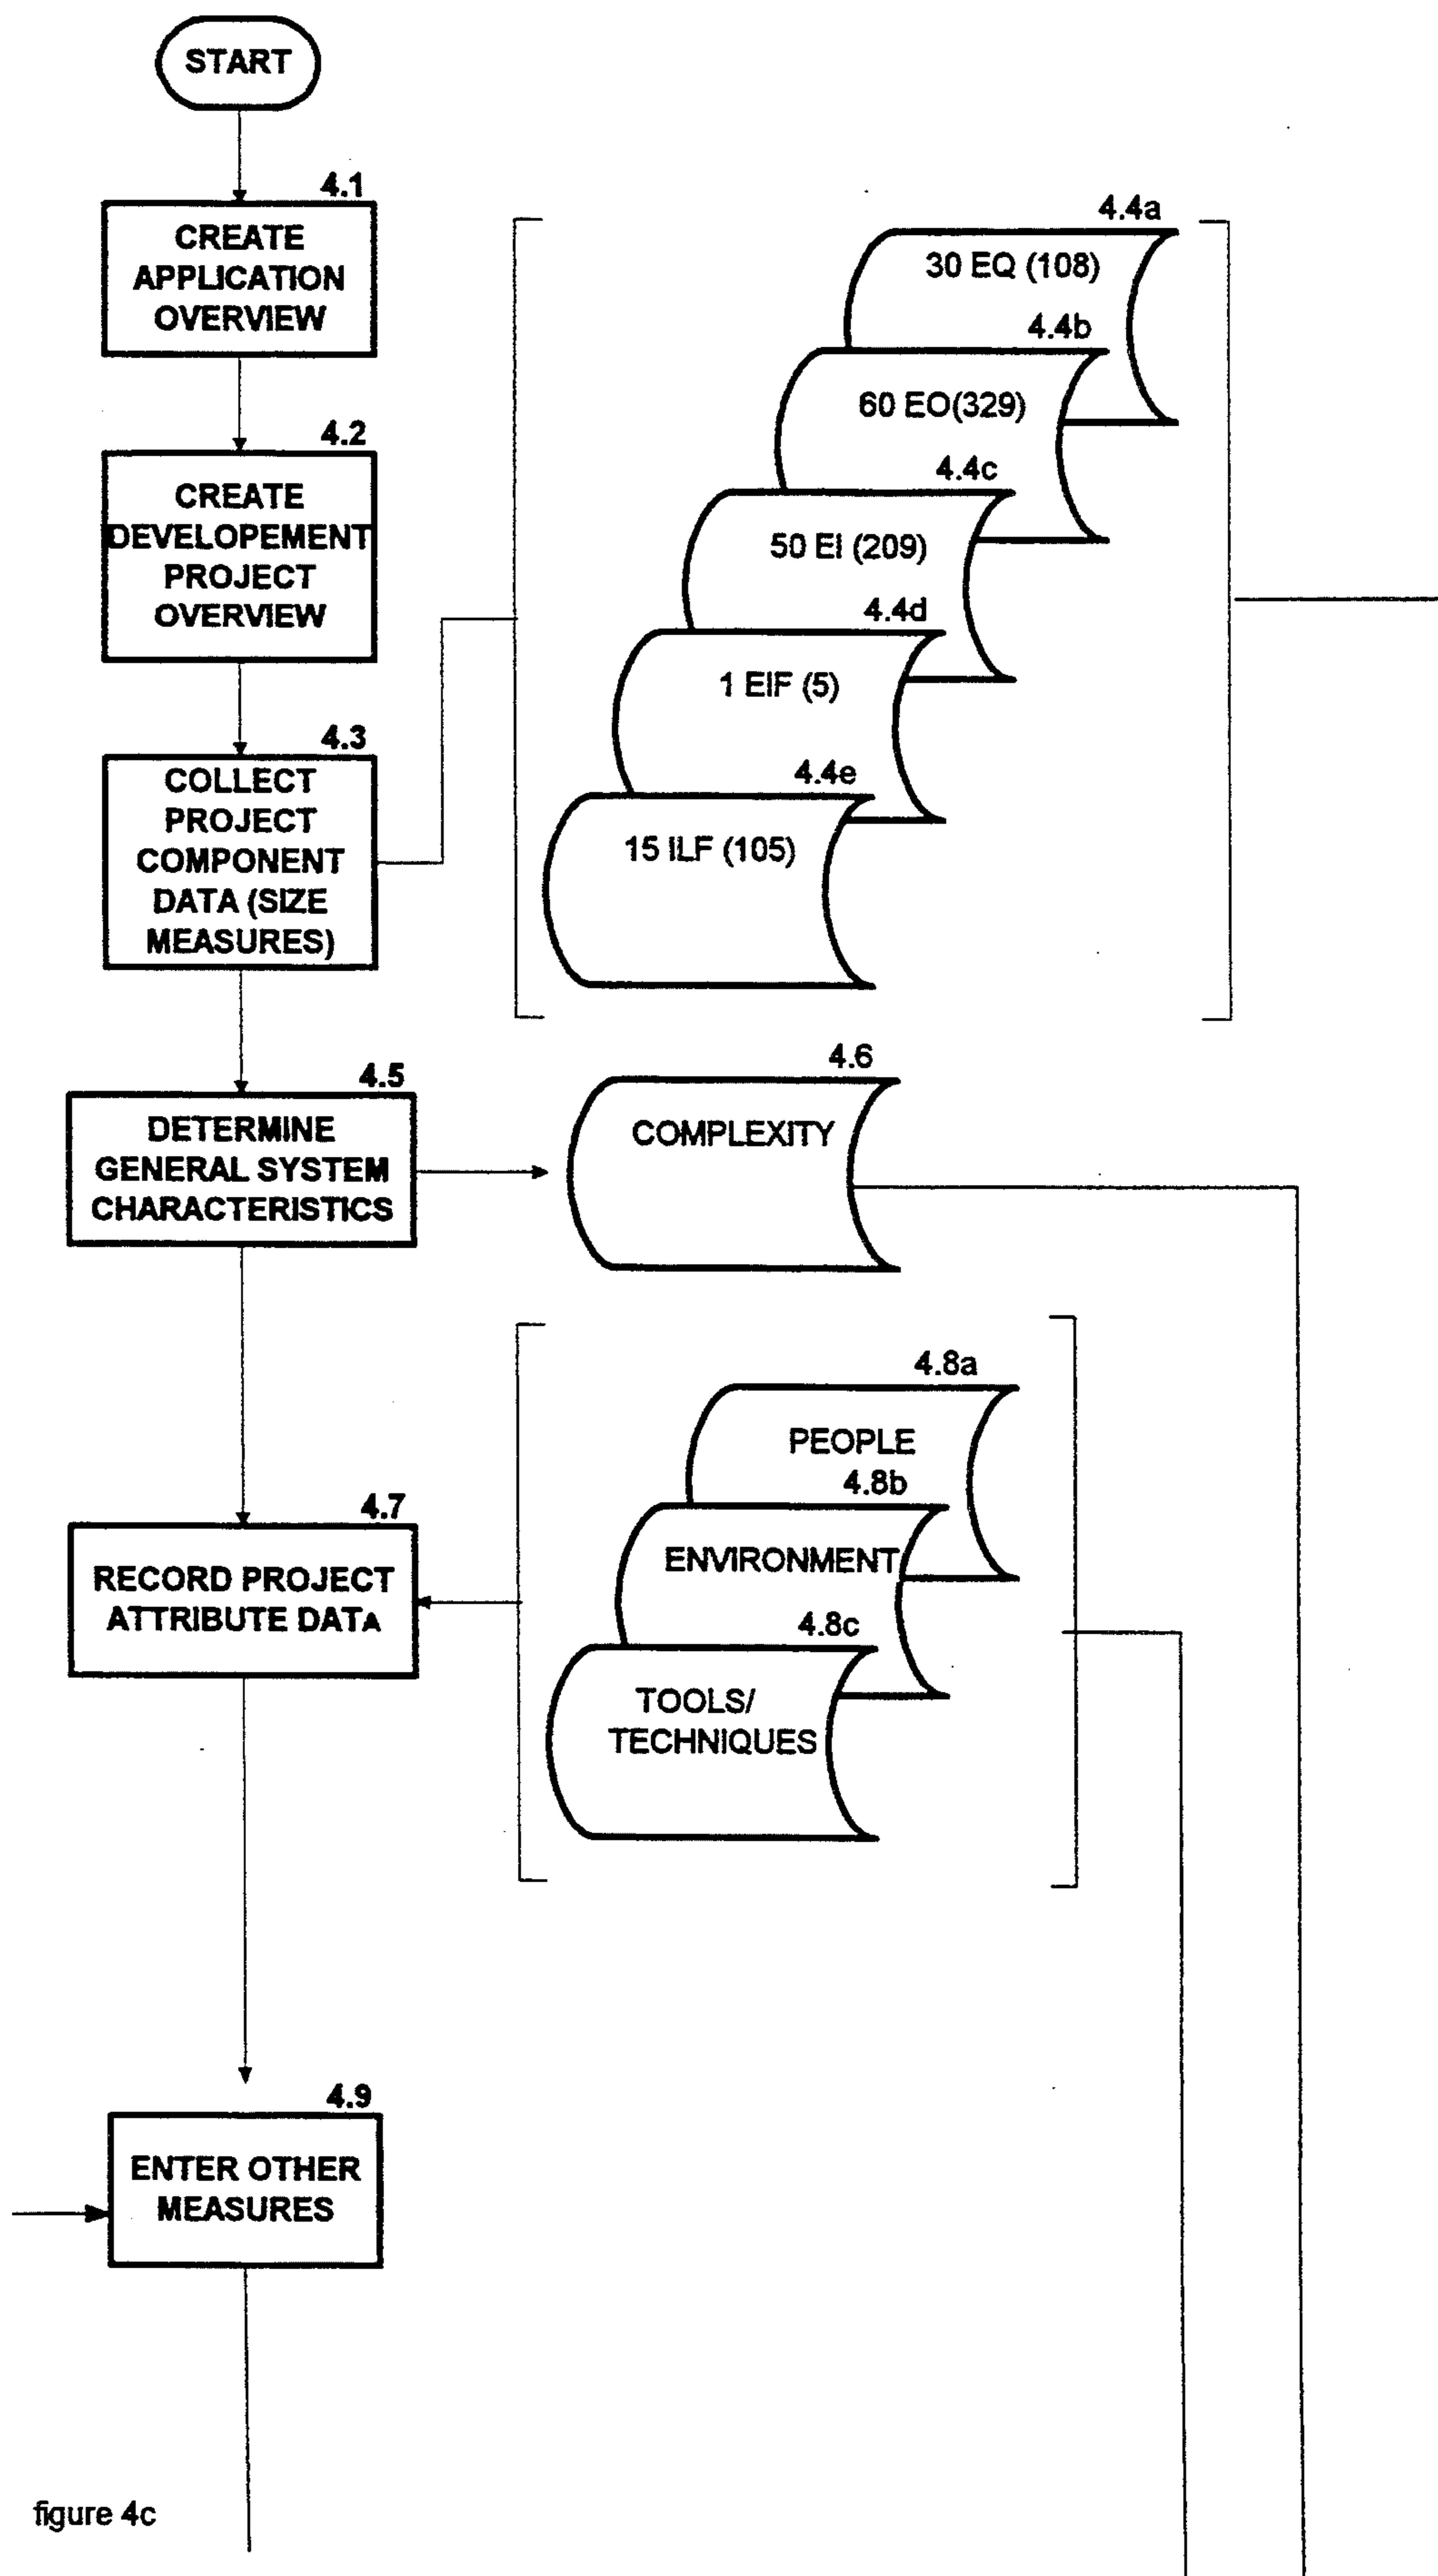 START
4.1
CREATE
APPLICATION
OVERVIEW
4.2
CREATE
DEVELOPEMENT
PROJECT
OVERVIEW
4.3
COLLECT
PROJECT
COMPONENT
DATA (SIZE
MEASURES)
4.4a
30 EQ (108)
4.4b
60 EO(329)
4.4c
50 EI (209)
4.4d
1 EIF (5)
4.4e
15 ILF (105)
4.5
DETERMINE
GENERAL SYSTEM
CHARACTERISTICS
4.6
COMPLEXITY
4.7
RECORD PROJECT
ATTRIBUTE DATA
4.8a
PEOPLE
4.8b
ENVIRONMENT
4.8c
TOOLS/
TECHNIQUES
4.9
ENTER OTHER
MEASURES
figure 4c